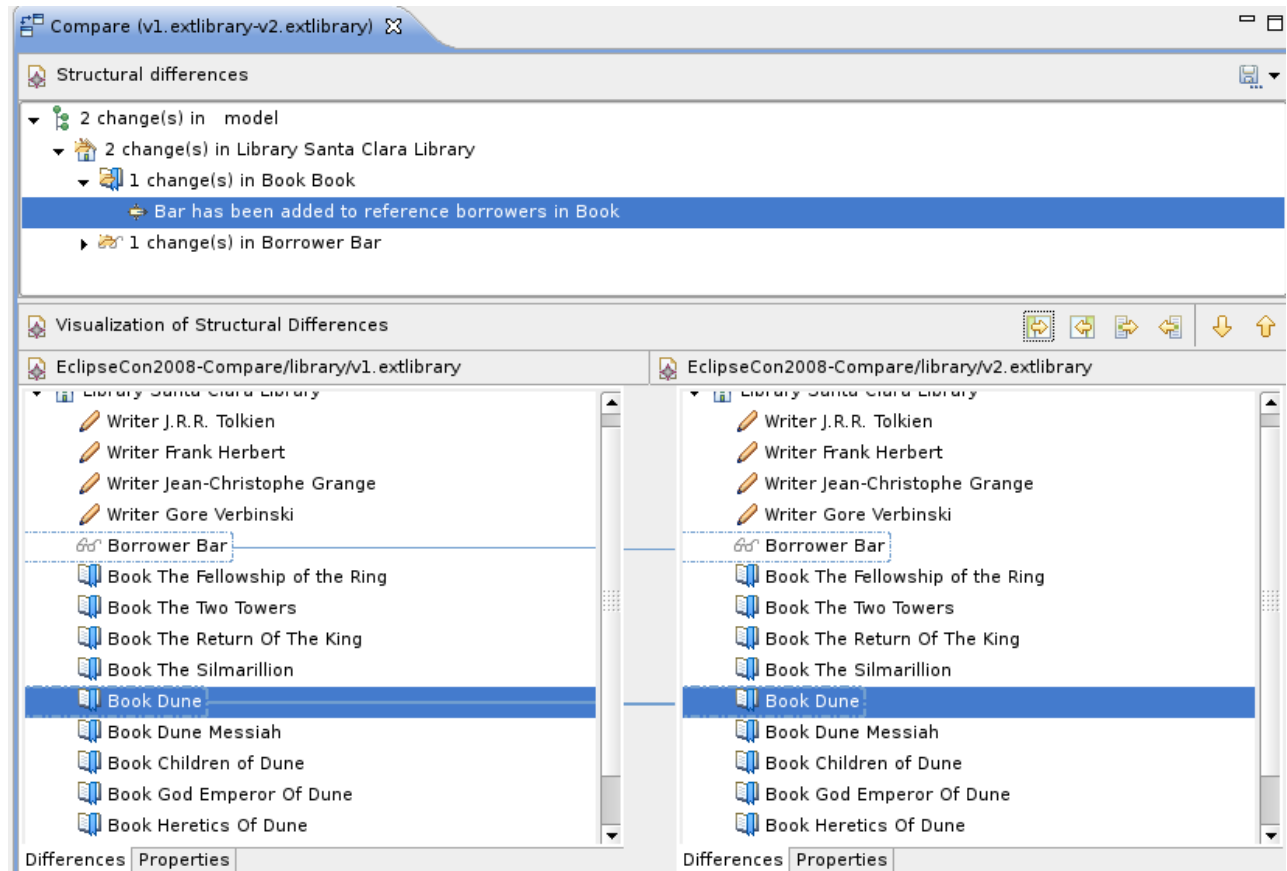 Compare (v1.extlibrary-v2.extlibrary)
Structural differences
2 change(s) in model
2 change(s) in Library Santa Clara Library
1 change(s) in Book Book
Bar has been added to reference borrowers in Book
1 change(s) in Borrower Bar
Visualization of Structural Differences
EclipseCon2008-Compare/library/v1.extlibrary
EclipseCon2008-Compare/library/v2.extlibrary
Library Santa Clara Library
Writer J.R.R. Tolkien
Writer Frank Herbert
Writer Jean-Christophe Grange
Writer Gore Verbinski
Borrower Bar
Book The Fellowship of the Ring
Book The Two Towers
Book The Return Of The King
Book The Silmarillion
Book Dune
Book Dune Messiah
Book Children of Dune
Book God Emperor Of Dune
Book Heretics Of Dune
Differences Properties
Library Santa Clara Library
Writer J.R.R. Tolkien
Writer Frank Herbert
Writer Jean-Christophe Grange
Writer Gore Verbinski
Borrower Bar
Book The Fellowship of the Ring
Book The Two Towers
Book The Return Of The King
Book The Silmarillion
Book Dune
Book Dune Messiah
Book Children of Dune
Book God Emperor Of Dune
Book Heretics Of Dune
Differences Properties